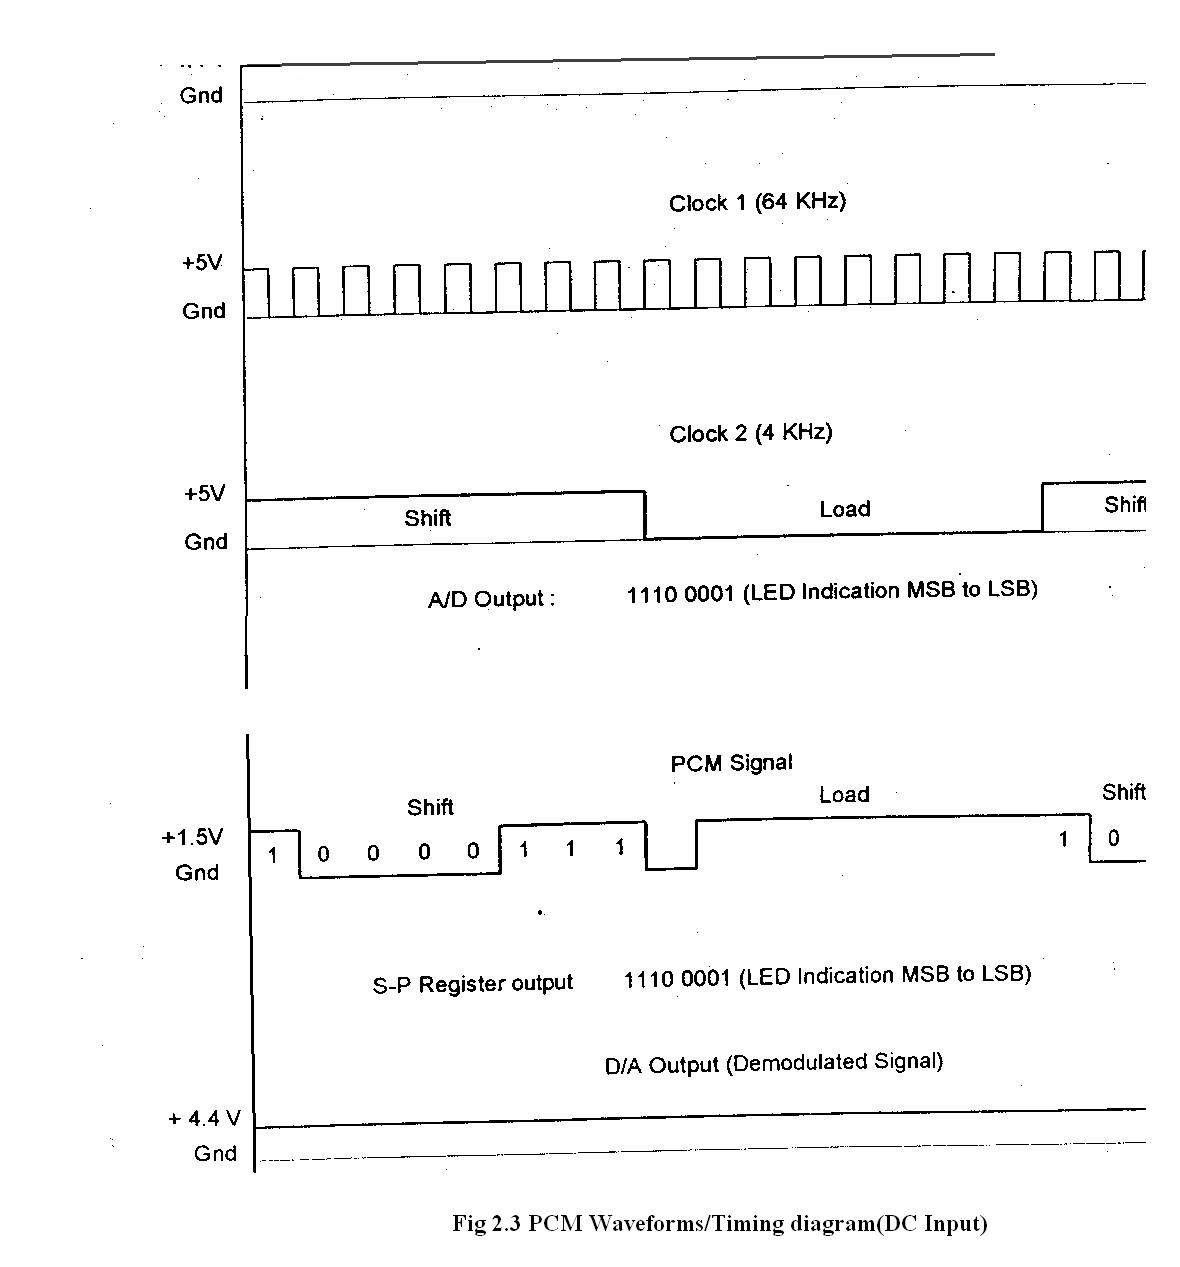 Gnd
Clock 1 (64 KHz)
+5V
Gnd
Clock 2 (4 KHz)
+5V
Shift
Load
Gnd
A/D Output : 1110 0001 (LED Indication MSB to LSB)
PCM Signal
Shift
Load
Shift
+1.5V
1 0 0 0 0 1 1 1
1 0
Gnd
S-P Register output 1110 0001 (LED Indication MSB to LSB)
D/A Output (Demodulated Signal)
+ 4.4 V
Gnd
Fig 2.3 PCM Waveforms/Timing diagram(DC Input)